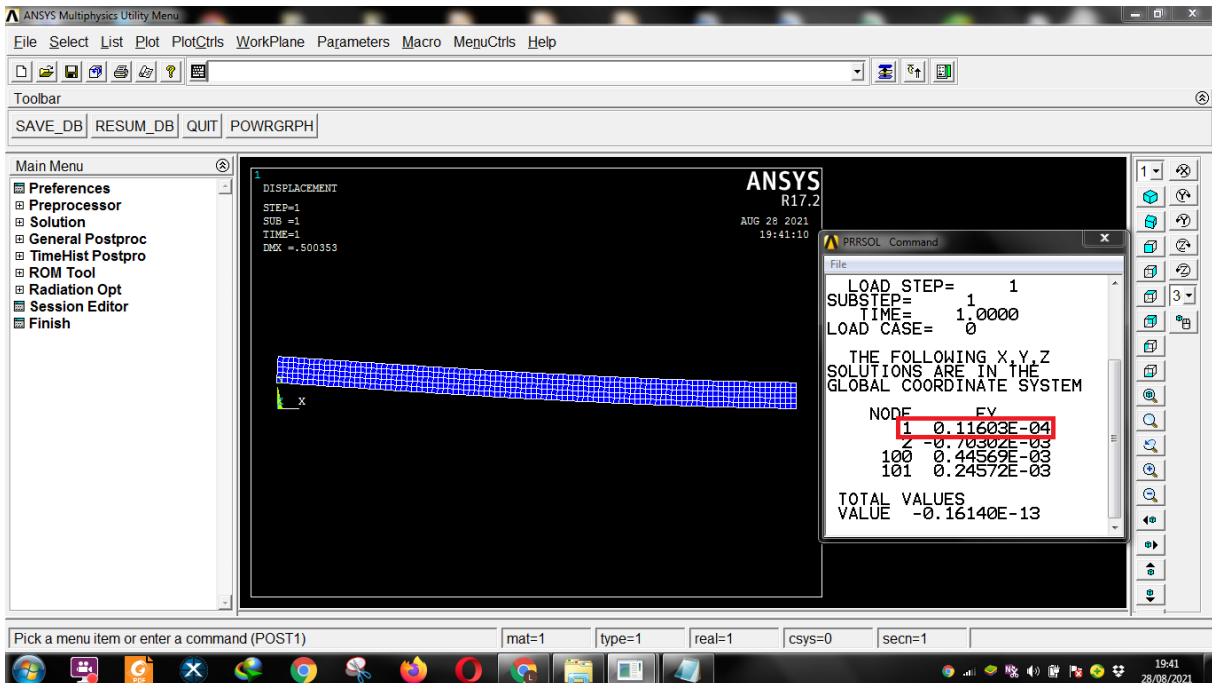 ANSYS Multiphysics Utility Menu
File Select List Plot PlotCtrls WorkPlane Parameters Macro MenuCtrls Help
Toolbar
SAVE_DB RESUM_DB QUIT POWRGRPH
Main Menu
Preferences
Preprocessor
Solution
General Postproc
TimeHist Postpro
ROM Tool
Radiation Opt
Session Editor
Finish
1
DISPLACEMENT
STEP=1
SUB =1
TIME=1
DMX =.500353
ANSYS
R17.2
AUG 28 2021
19:41:10
X
PRRSOL Command
File
LOAD STEP= 1
SUBSTEP= 1
TIME= 1.0000
LOAD CASE= 0
THE FOLLOWING X,Y,Z
SOLUTIONS ARE IN THE
GLOBAL COORDINATE SYSTEM
NODE FY
1 0.11603E-04
2 -0.70302E-03
100 0.44569E-03
101 0.24572E-03
TOTAL VALUES
VALUE -0.16140E-13
1
3
Pick a menu item or enter a command (POST1) mat=1 type=1 real=1 csys=0 secn=1
PDF
19:41
28/08/2021